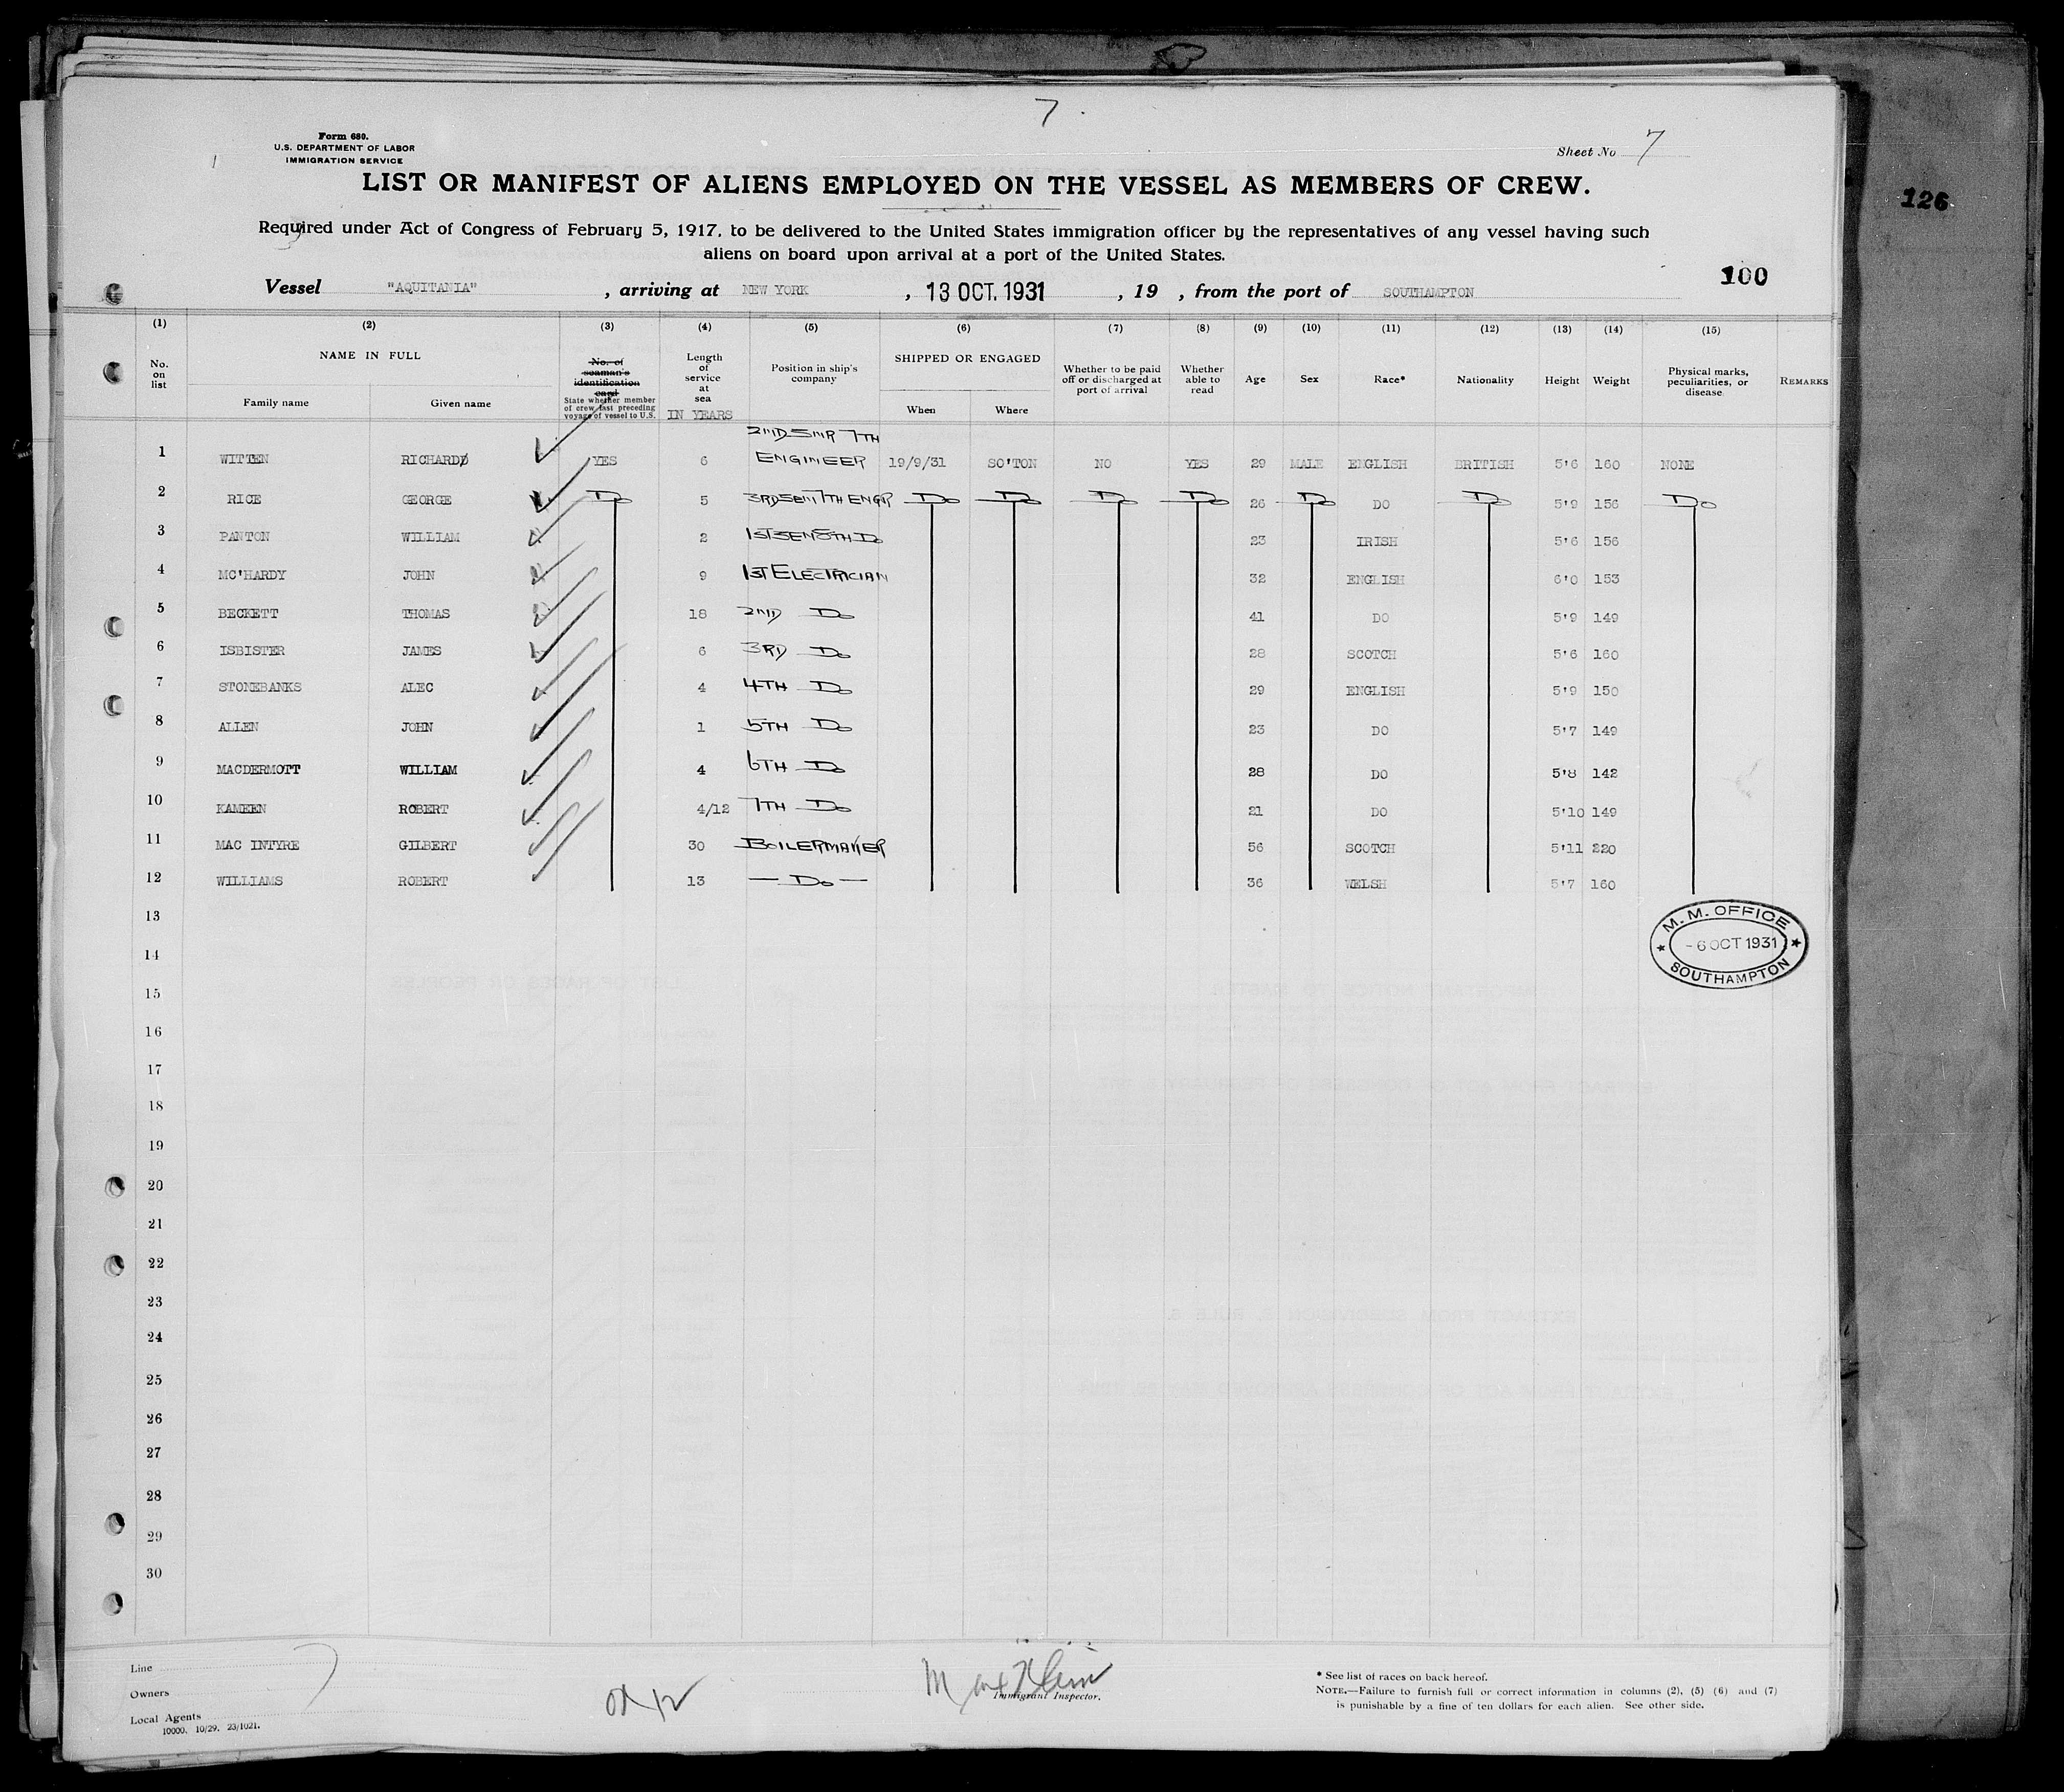 7.
126
Form 680.
U.S. DEPARTMENT OF LABOR
IMMIGRATION SERVICE
Sheet No 7
LIST OR MANIFEST OF ALIENS EMPLOYED ON THE VESSEL AS MEMBERS OF CREW.
Required under Act of Congress of February 5, 1917, to be delivered to the United States immigration officer by the representatives of any vessel having such
aliens on board upon arrival at a port of the United States.
100
Vessel "AQUITANIA" , arriving at NEW YORK , 13 OCT. 1931 , 19 , from the port of SOUTHAMPTON
(1) (2) (3) (4) (5) (6) (7) (8) (9) (10) (11) (12) (13) (14) (15)
No. on list NAME IN FULL Family name Given name No. of seaman's identification card State whether member of crew last preceding voyage of vessel to U.S. Length of service at sea IN YEARS Position in ship's company SHIPPED OR ENGAGED When Where Whether to be paid off or discharged at port of arrival Whether able to read Age Sex Race* Nationality Height Weight Physical marks, peculiarities, or disease REMARKS
2ND SNR 7TH
1 WITTEN RICHARD YES 6 ENGINEER 19/9/31 SO'TON NO YES 29 MALE ENGLISH BRITISH 5'6 160 NONE
2 RICE GEORGE Do 5 3RD SEN 7TH ENGR Do Do Do Do 26 Do DO Do 5'9 156 Do
3 PANTON WILLIAM 2 1ST SEN 8TH Do 23 IRISH 5'6 156
4 MC'HARDY JOHN 9 1ST ELECTRICIAN 32 ENGLISH 6'0 153
5 BECKETT THOMAS 18 2ND Do 41 DO 5'9 149
6 ISBISTER JAMES 6 3RD Do 28 SCOTCH 5'6 160
7 STONEBANKS ALEC 4 4TH Do 29 ENGLISH 5'9 150
8 ALLEN JOHN 1 5TH Do 23 DO 5'7 149
9 MACDERMOTT WILLIAM 4 6TH Do 28 DO 5'8 142
10 KAMEEN ROBERT 4/12 7TH Do 21 DO 5'10 149
11 MAC INTYRE GILBERT 30 BOILERMAKER 56 SCOTCH 5'11 220
12 WILLIAMS ROBERT 13 — Do — 36 WELSH 5'7 160
13
M. M. OFFICE
- 6 OCT 1931
SOUTHAMPTON
14
15
16
17
18
19
20
21
22
23
24
25
26
27
28
29
30
Line
Owners
Local Agents
10000. 10/29. 23/1021.
Max Klein
Immigrant Inspector.
* See list of races on back hereof.
NOTE.—Failure to furnish full or correct information in columns (2), (5) (6) and (7)
is punishable by a fine of ten dollars for each alien. See other side.